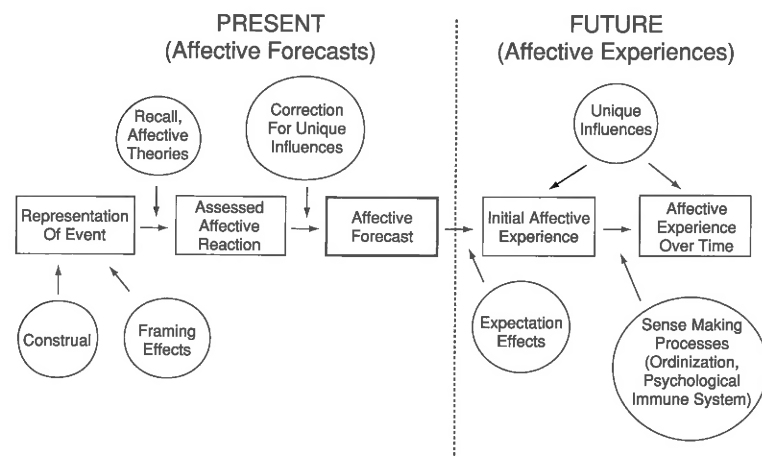 PRESENT
(Affective Forecasts)
FUTURE
(Affective Experiences)
Recall,
Affective
Theories
Correction
For Unique
Influences
Unique
Influences
Representation
Of Event
Assessed
Affective
Reaction
Affective
Forecast
Initial Affective
Experience
Affective
Experience
Over Time
Construal
Framing
Effects
Expectation
Effects
Sense Making
Processes
(Ordinization,
Psychological
Immune System)